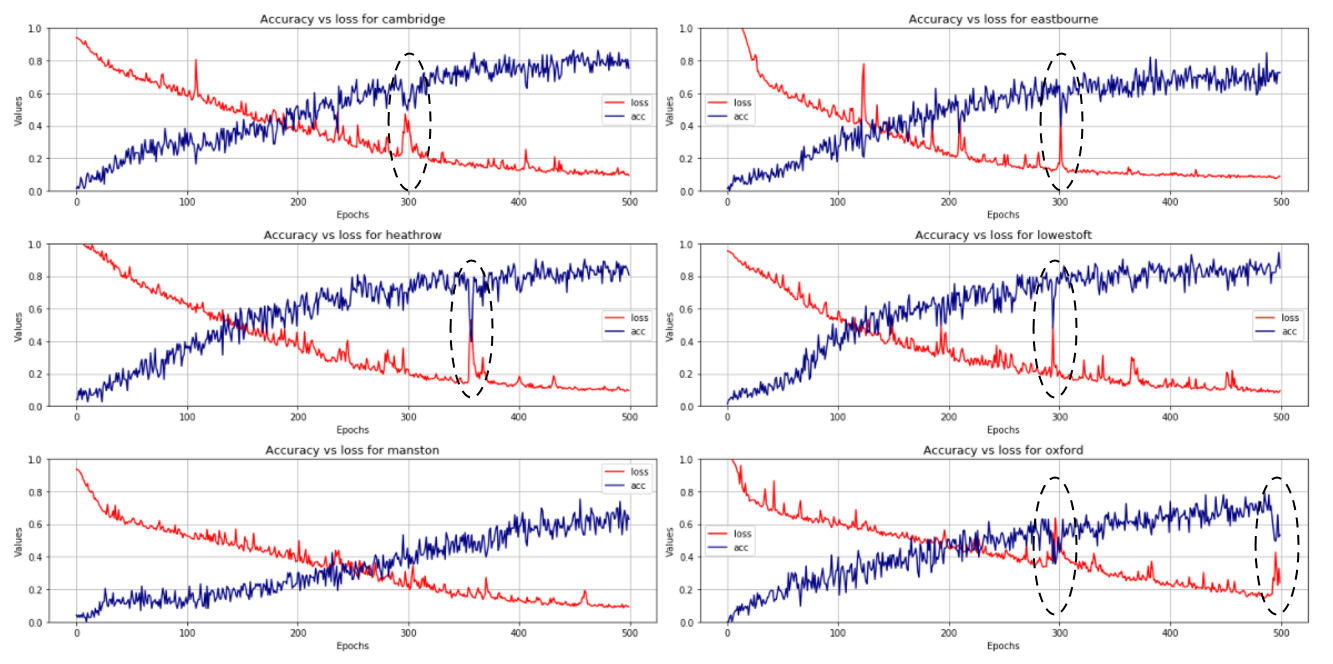 Accuracy vs loss for cambridge
1.0
0.8
0.6
0.4
0.2
0.0
Values
loss
acc
0 100 200 300 400 500
Epochs
Accuracy vs loss for eastbourne
1.0
0.8
0.6
0.4
0.2
0.0
Values
loss
acc
0 100 200 300 400 500
Epochs
Accuracy vs loss for heathrow
1.0
0.8
0.6
0.4
0.2
0.0
Values
loss
acc
0 100 200 300 400 500
Epochs
Accuracy vs loss for lowestoft
1.0
0.8
0.6
0.4
0.2
0.0
Values
loss
acc
0 100 200 300 400 500
Epochs
Accuracy vs loss for manston
1.0
0.8
0.6
0.4
0.2
0.0
Values
loss
acc
0 100 200 300 400 500
Epochs
Accuracy vs loss for oxford
1.0
0.8
0.6
0.4
0.2
0.0
Values
loss
acc
0 100 200 300 400 500
Epochs